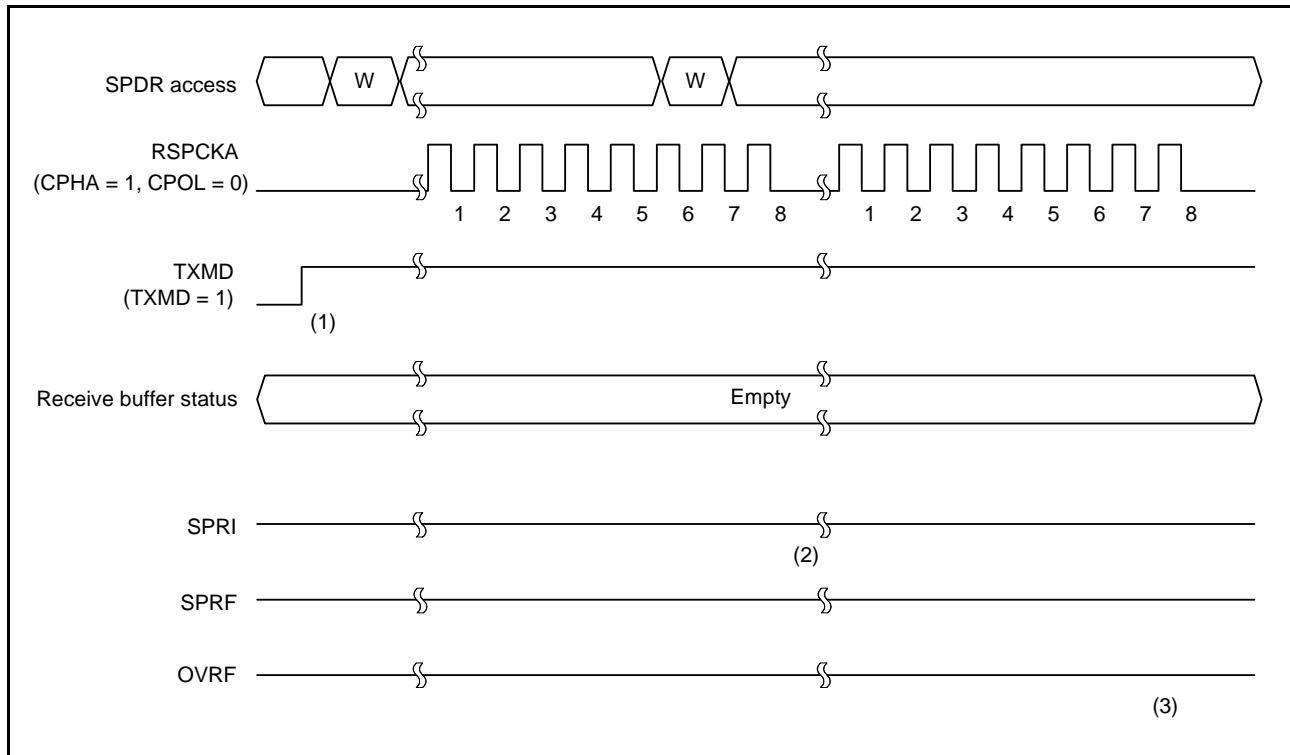 SPDR access
W
W
RSPCKA
(CPHA = 1, CPOL = 0)
1 2 3 4 5 6 7 8 1 2 3 4 5 6 7 8
TXMD
(TXMD = 1)
(1)
Receive buffer status
Empty
SPRI
(2)
SPRF
OVRF
(3)